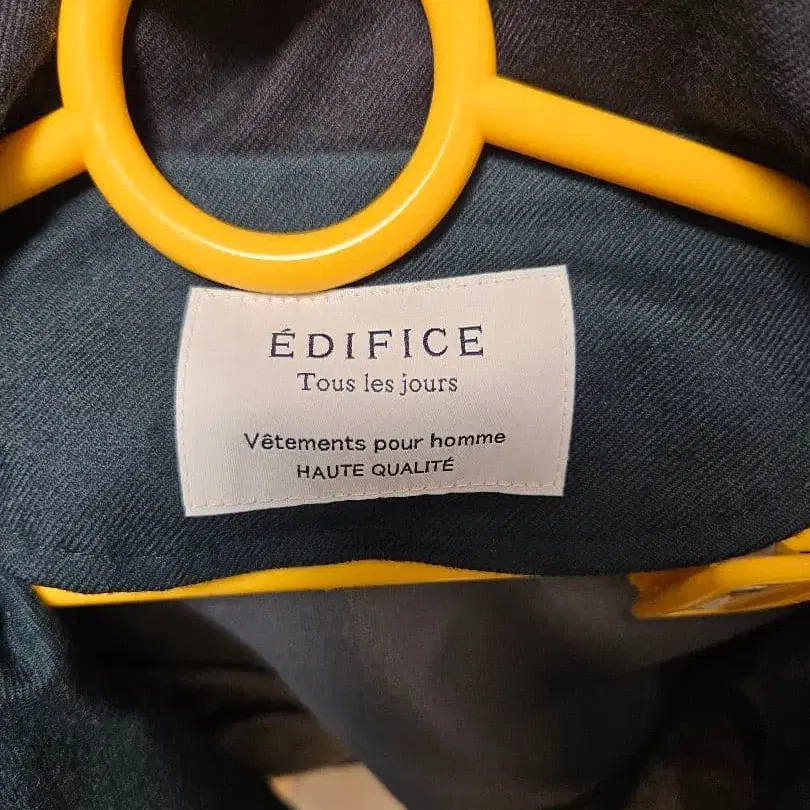 ÉDIFICE
Tous les jours
Vêtements pour homme
HAUTE QUALITÉ